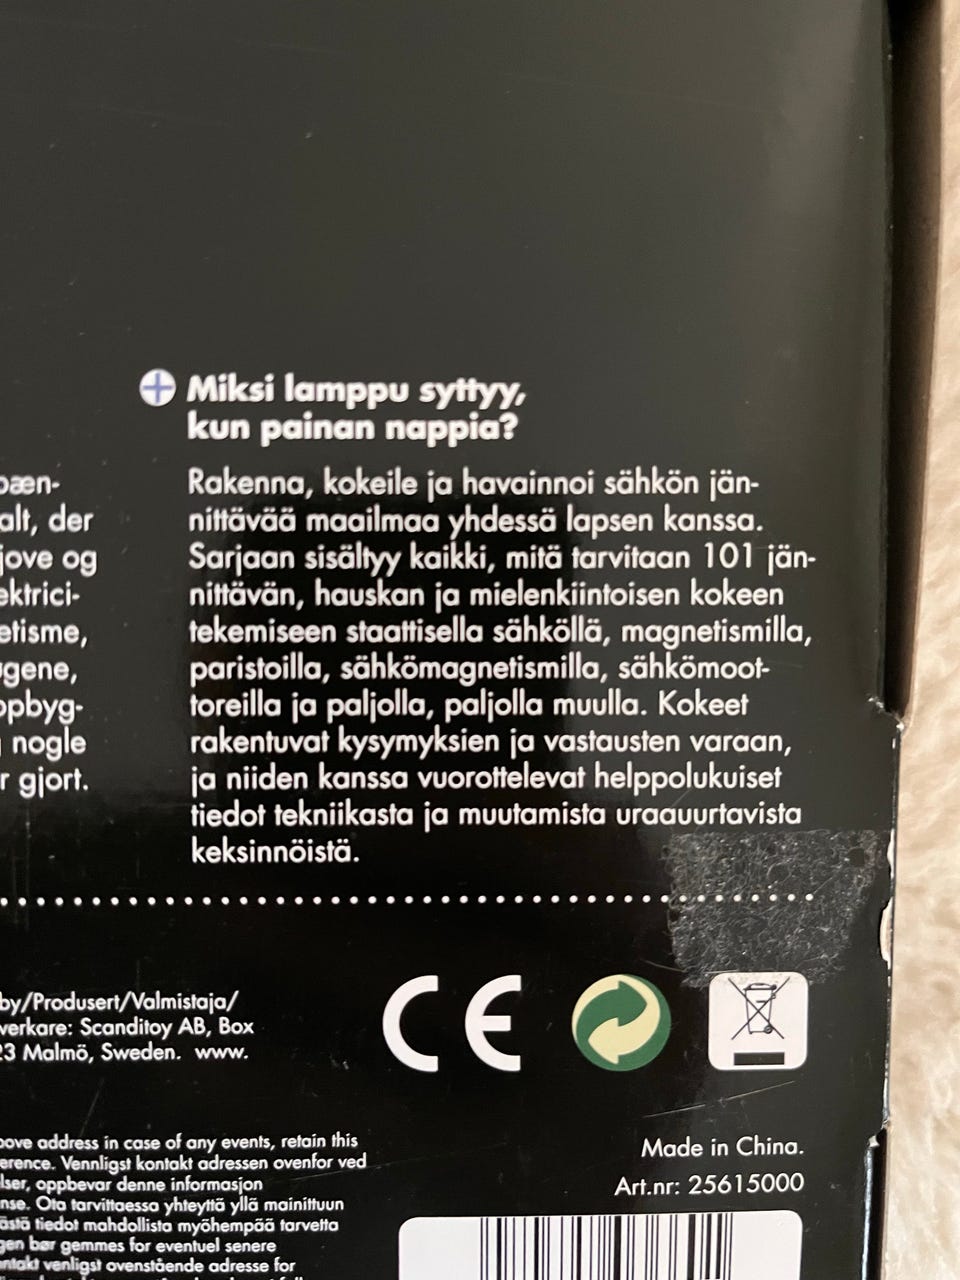 Miksi lamppu syttyy,
kun painan nappia?
Rakenna, kokeile ja havainnoi sähkön jän-
nittävää maailmaa yhdessä lapsen kanssa.
Sarjaan sisältyy kaikki, mitä tarvitaan 101 jän-
nittävän, hauskan ja mielenkiintoisen kokeen
tekemiseen staattisella sähköllä, magnetismilla,
paristoilla, sähkömagnetismilla, sähkömoot-
toreilla ja paljolla, paljolla muulla. Kokeet
rakentuvat kysymyksien ja vastausten varaan,
ja niiden kanssa vuorottelevat helppolukuiset
tiedot tekniikasta ja muutamista uraauurtavista
keksinnöistä.
alt, der
jove og
ektrici-
etisme,
gene,
opbyg-
nogle
r gjort.
by/Produsert/Valmistaja/
verkare: Scanditoy AB, Box
23 Malmö, Sweden. www.
CE
address in case of any events, retain this
erence. Vennligst kontakt adressen ovenfor ved
lser, oppbevar denne informasjon
nse. Ota tarvittaessa yhteyttä yllä mainittuun
tiedot mahdollista myöhempää tarvetta
gen bør gemmes for eventuel senere
venligst ovenstående adresse for
Made in China.
Art.nr: 25615000